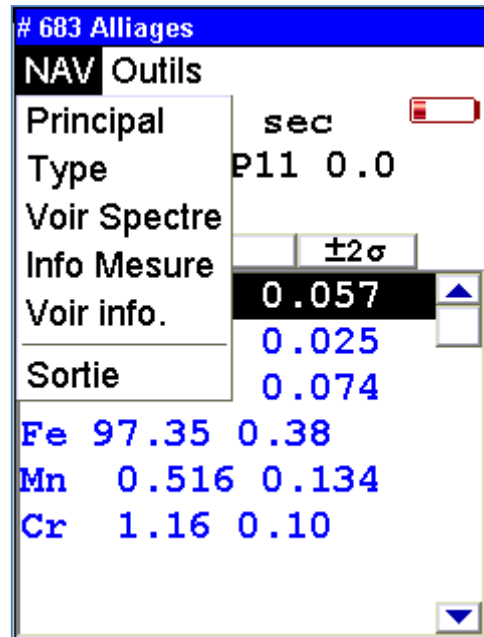 # 683 Alliages
NAV Outils
Principal
sec
Type
P11 0.0
Voir Spectre
Info Mesure
±2σ
Voir info.
0.057
0.025
Sortie
0.074
Fe 97.35 0.38
Mn 0.516 0.134
Cr 1.16 0.10